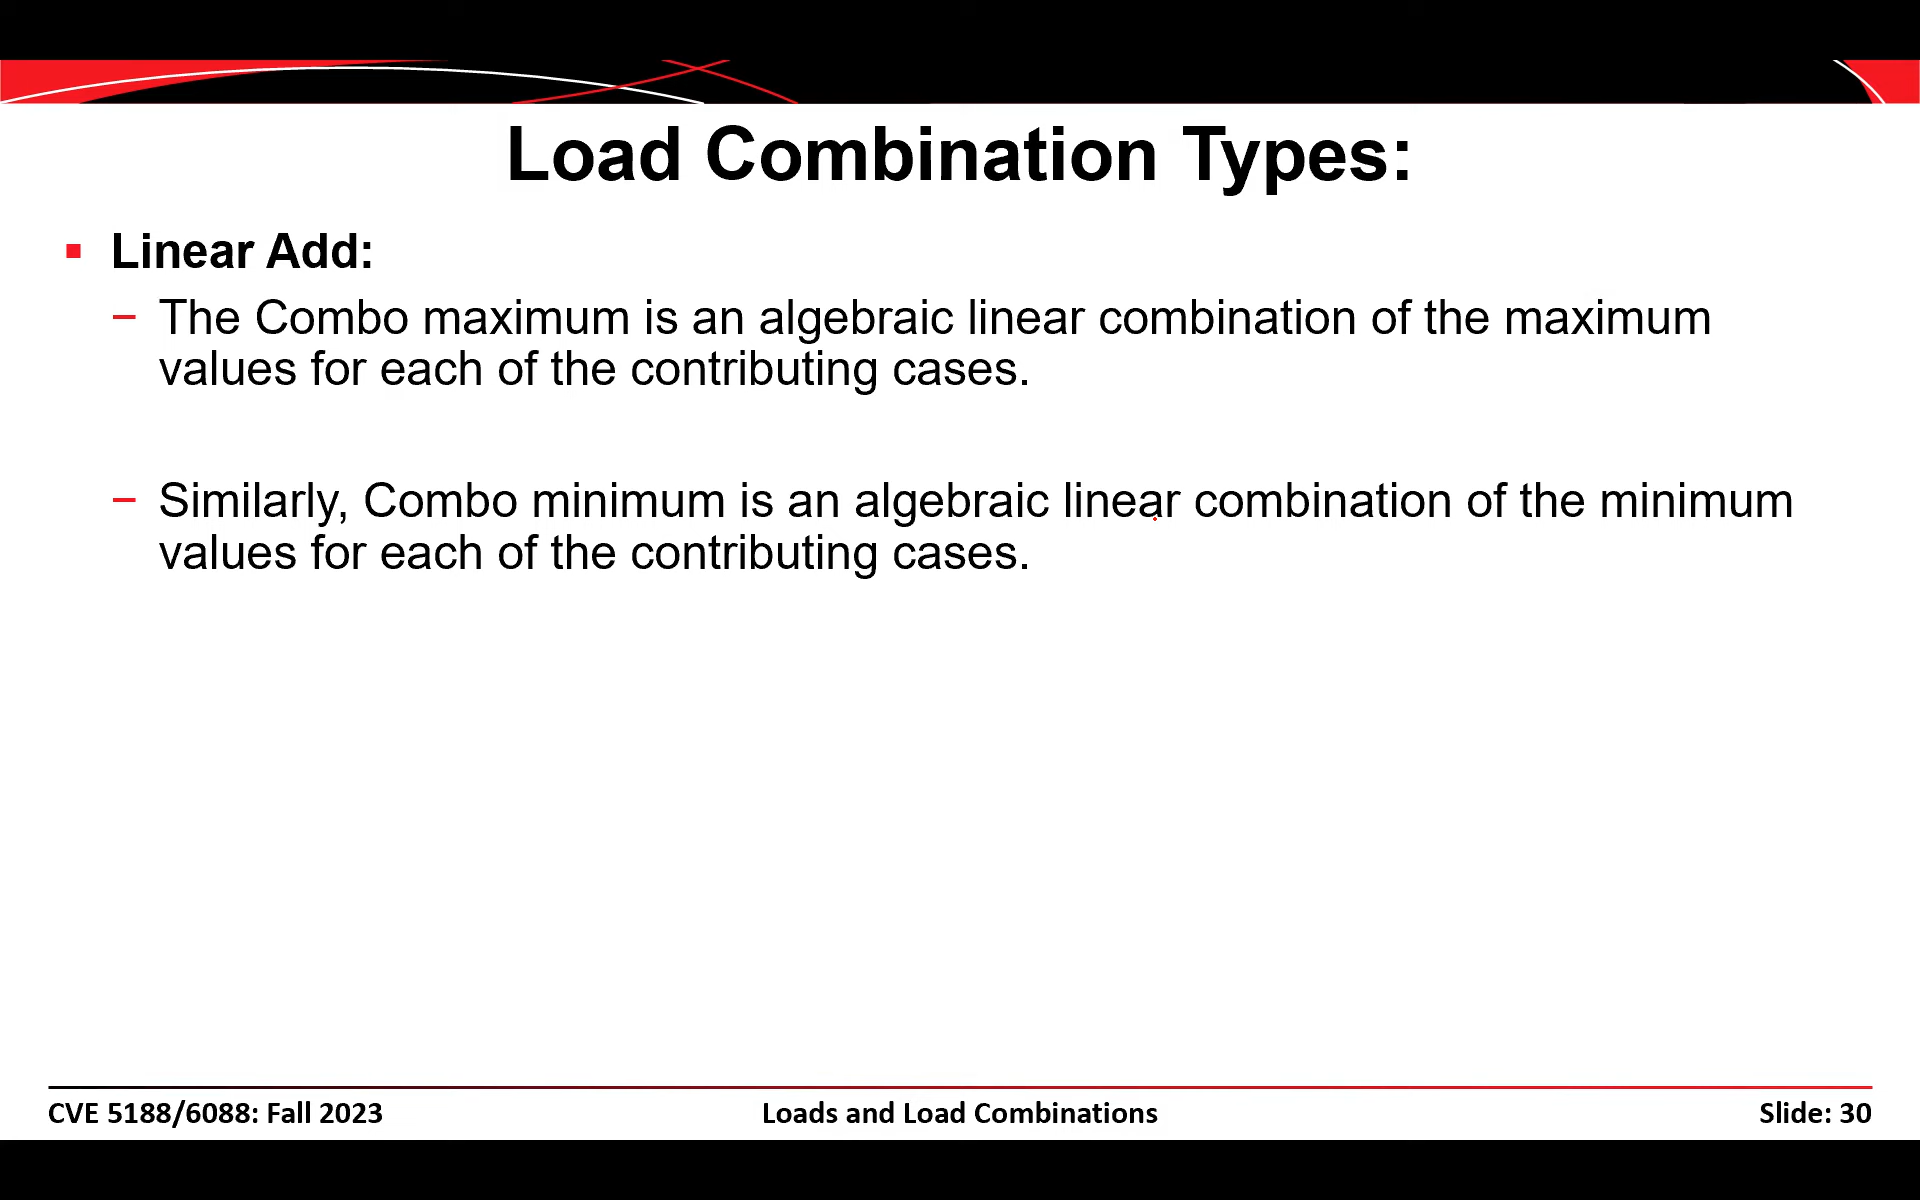 Load Combination Types:
▪ Linear Add:
– The Combo maximum is an algebraic linear combination of the maximum
values for each of the contributing cases.
– Similarly, Combo minimum is an algebraic linear combination of the minimum
values for each of the contributing cases.
CVE 5188/6088: Fall 2023
Loads and Load Combinations
Slide: 30